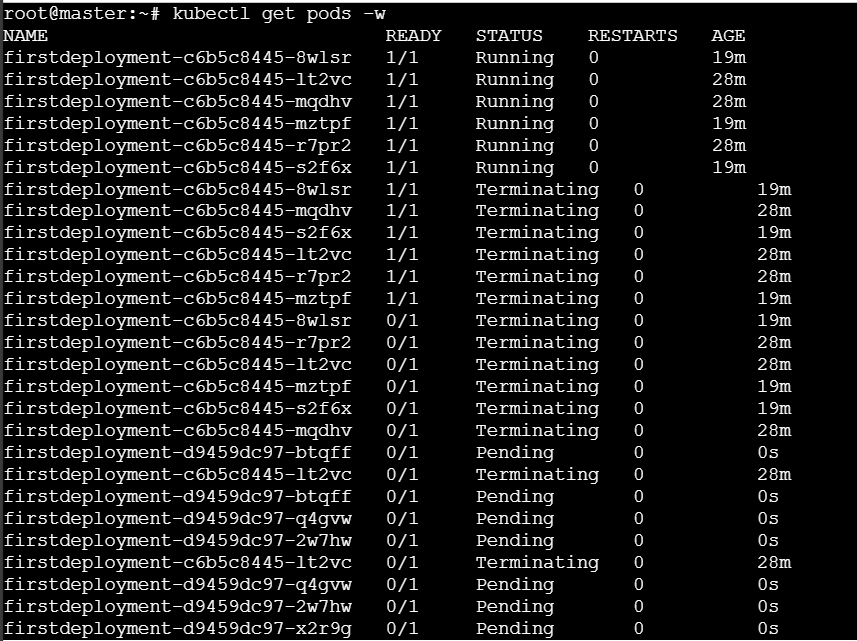 root@master:~# kubectl get pods -w
NAME READY STATUS RESTARTS AGE
firstdeployment-c6b5c8445-8wlsr 1/1 Running 0 19m
firstdeployment-c6b5c8445-lt2vc 1/1 Running 0 28m
firstdeployment-c6b5c8445-mqdhv 1/1 Running 0 28m
firstdeployment-c6b5c8445-mztpf 1/1 Running 0 19m
firstdeployment-c6b5c8445-r7pr2 1/1 Running 0 28m
firstdeployment-c6b5c8445-s2f6x 1/1 Running 0 19m
firstdeployment-c6b5c8445-8wlsr 1/1 Terminating 0 19m
firstdeployment-c6b5c8445-mqdhv 1/1 Terminating 0 28m
firstdeployment-c6b5c8445-s2f6x 1/1 Terminating 0 19m
firstdeployment-c6b5c8445-lt2vc 1/1 Terminating 0 28m
firstdeployment-c6b5c8445-r7pr2 1/1 Terminating 0 28m
firstdeployment-c6b5c8445-mztpf 1/1 Terminating 0 19m
firstdeployment-c6b5c8445-8wlsr 0/1 Terminating 0 19m
firstdeployment-c6b5c8445-r7pr2 0/1 Terminating 0 28m
firstdeployment-c6b5c8445-lt2vc 0/1 Terminating 0 28m
firstdeployment-c6b5c8445-mztpf 0/1 Terminating 0 19m
firstdeployment-c6b5c8445-s2f6x 0/1 Terminating 0 19m
firstdeployment-c6b5c8445-mqdhv 0/1 Terminating 0 28m
firstdeployment-d9459dc97-btqff 0/1 Pending 0 0s
firstdeployment-c6b5c8445-lt2vc 0/1 Terminating 0 28m
firstdeployment-d9459dc97-btqff 0/1 Pending 0 0s
firstdeployment-d9459dc97-q4gvw 0/1 Pending 0 0s
firstdeployment-d9459dc97-2w7hw 0/1 Pending 0 0s
firstdeployment-c6b5c8445-lt2vc 0/1 Terminating 0 28m
firstdeployment-d9459dc97-q4gvw 0/1 Pending 0 0s
firstdeployment-d9459dc97-2w7hw 0/1 Pending 0 0s
firstdeployment-d9459dc97-x2r9g 0/1 Pending 0 0s